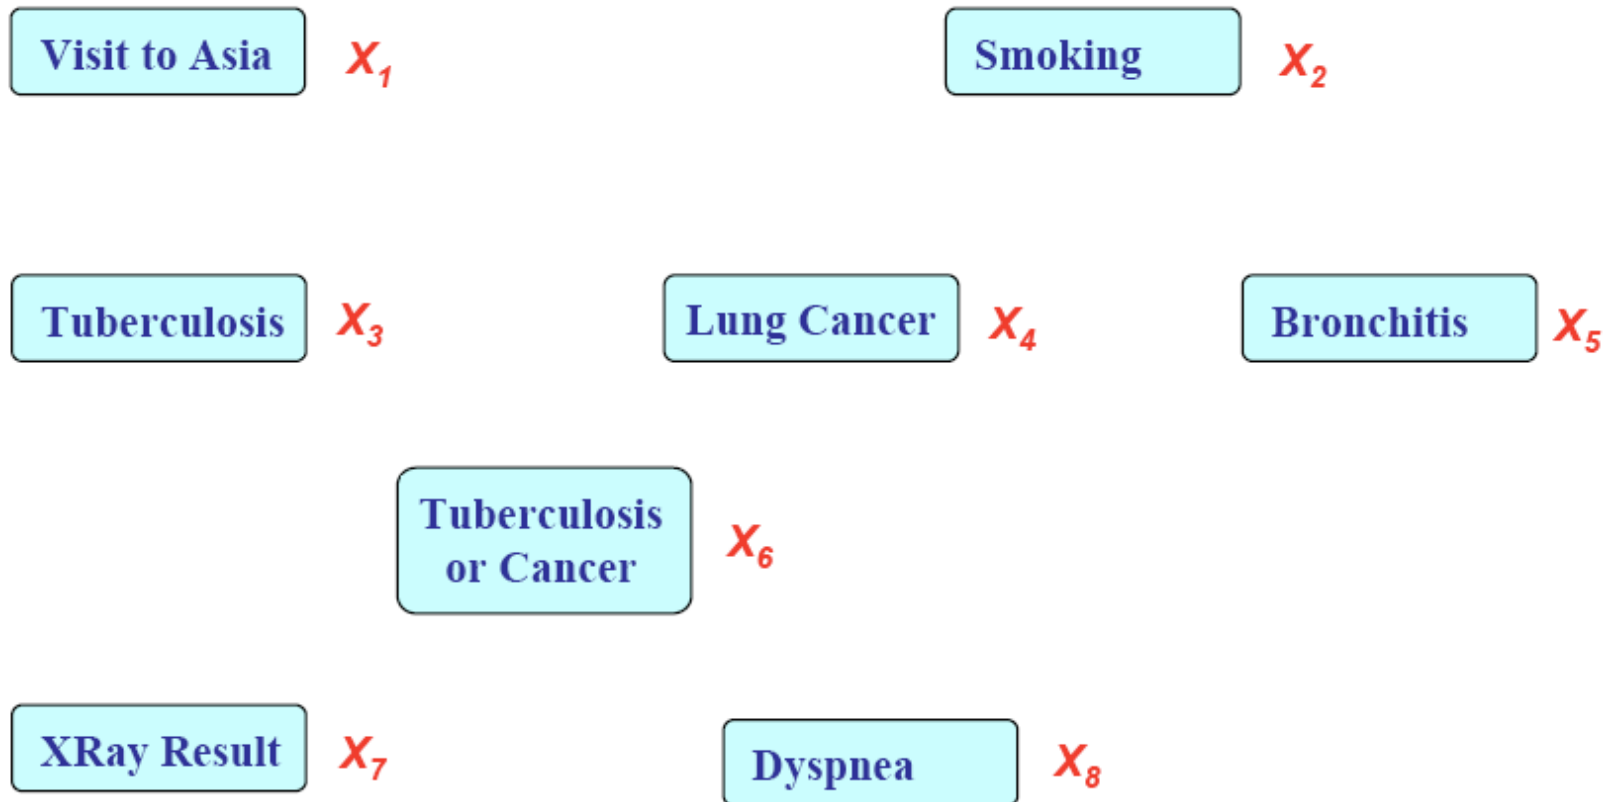 Visit to Asia X1
Smoking X2
Tuberculosis X3
Lung Cancer X4
Bronchitis X5
Tuberculosis
or Cancer X6
XRay Result X7
Dyspnea X8